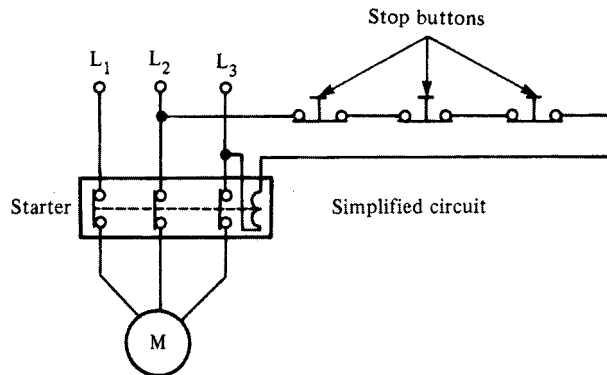 Stop buttons
L1 L2 L3
Starter
Simplified circuit
M